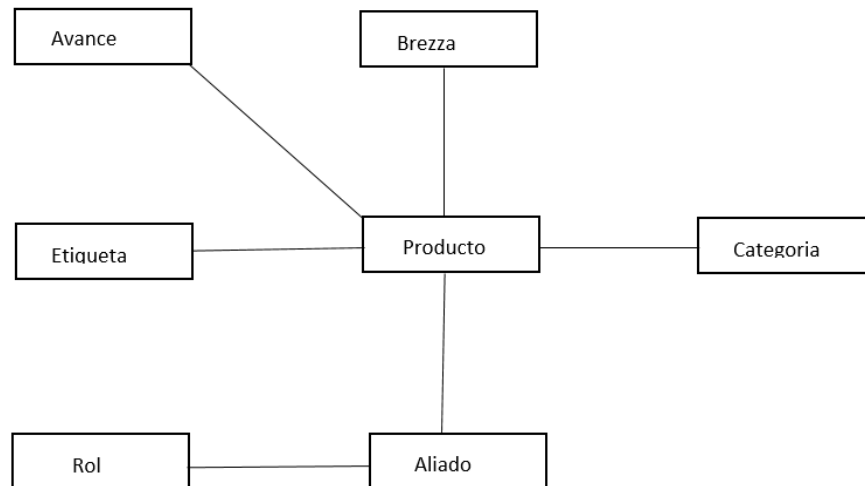 Avance
Brezza
Etiqueta
Producto
Categoria
Rol
Aliado